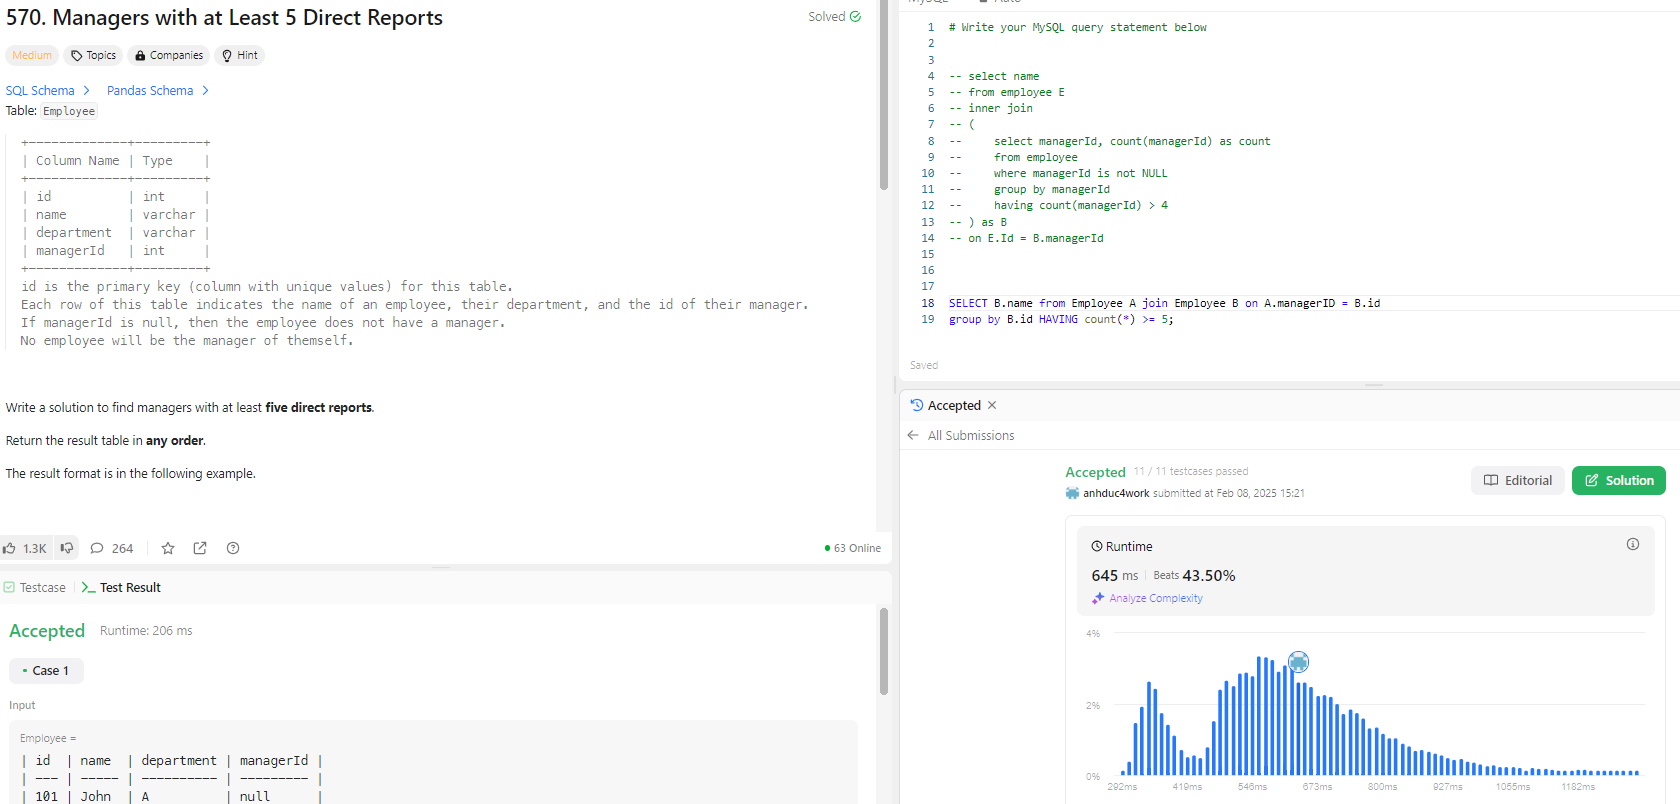 570. Managers with at Least 5 Direct Reports
Solved
Medium Topics Companies Hint
SQL Schema > Pandas Schema >
Table: Employee
+-------------+---------+
| Column Name | Type    |
+-------------+---------+
| id          | int     |
| name        | varchar |
| department  | varchar |
| managerId   | int     |
+-------------+---------+
id is the primary key (column with unique values) for this table.
Each row of this table indicates the name of an employee, their department, and the id of their manager.
If managerId is null, then the employee does not have a manager.
No employee will be the manager of themself.
Write a solution to find managers with at least five direct reports.
Return the result table in any order.
The result format is in the following example.
1.3K 264 63 Online
Testcase >_ Test Result
Accepted Runtime: 206 ms
• Case 1
Input
Employee =
| id  | name  | department | managerId |
| --- | ----- | ---------- | --------- |
| 101 | John  | A          | null      |
MySQL Auto
1 # Write your MySQL query statement below
2
3
4 -- select name
5 -- from employee E
6 -- inner join
7 -- (
8 --     select managerId, count(managerId) as count
9 --     from employee
10 --     where managerId is not NULL
11 --     group by managerId
12 --     having count(managerId) > 4
13 -- ) as B
14 -- on E.Id = B.managerId
15
16
17
18 SELECT B.name from Employee A join Employee B on A.managerID = B.id
19 group by B.id HAVING count(*) >= 5;
Saved
Accepted ×
← All Submissions
Accepted 11 / 11 testcases passed
anhduc4work submitted at Feb 08, 2025 15:21
Editorial Solution
Runtime
645 ms | Beats 43.50%
Analyze Complexity
4%
2%
0%
292ms 419ms 546ms 673ms 800ms 927ms 1055ms 1182ms